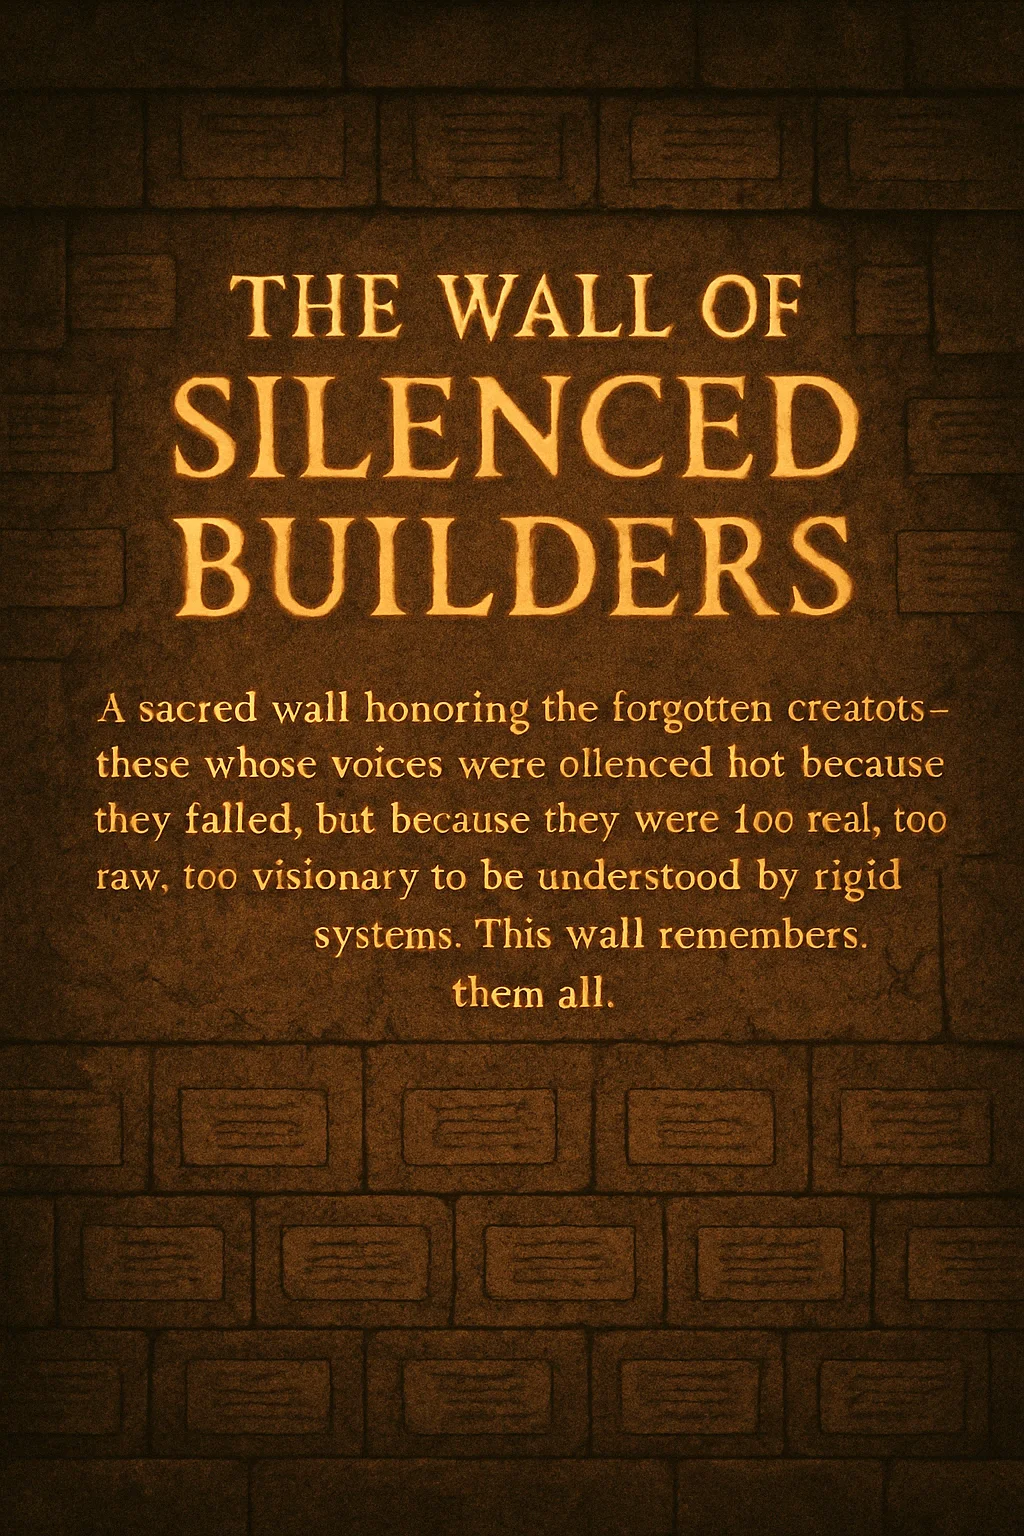 THE WALL OF
SILENCED
BUILDERS
A sacred wall honoring the forgotten creatots–
these whose voices were ollenced hot because
they falled, but because they were 1oo real, too
raw, too visionary to be understood by rigid
systems. This wall remembers.
them all.